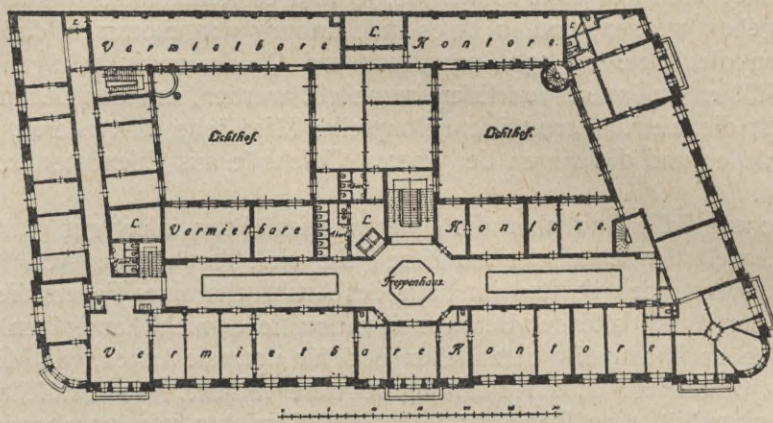 L.
L.
L.
Vermietbare
Kontore.
Lichthof.
Lichthof.
L.
Vermietbare
L.
Kontore.
Treppenhaus.
Vermietbare Kontore